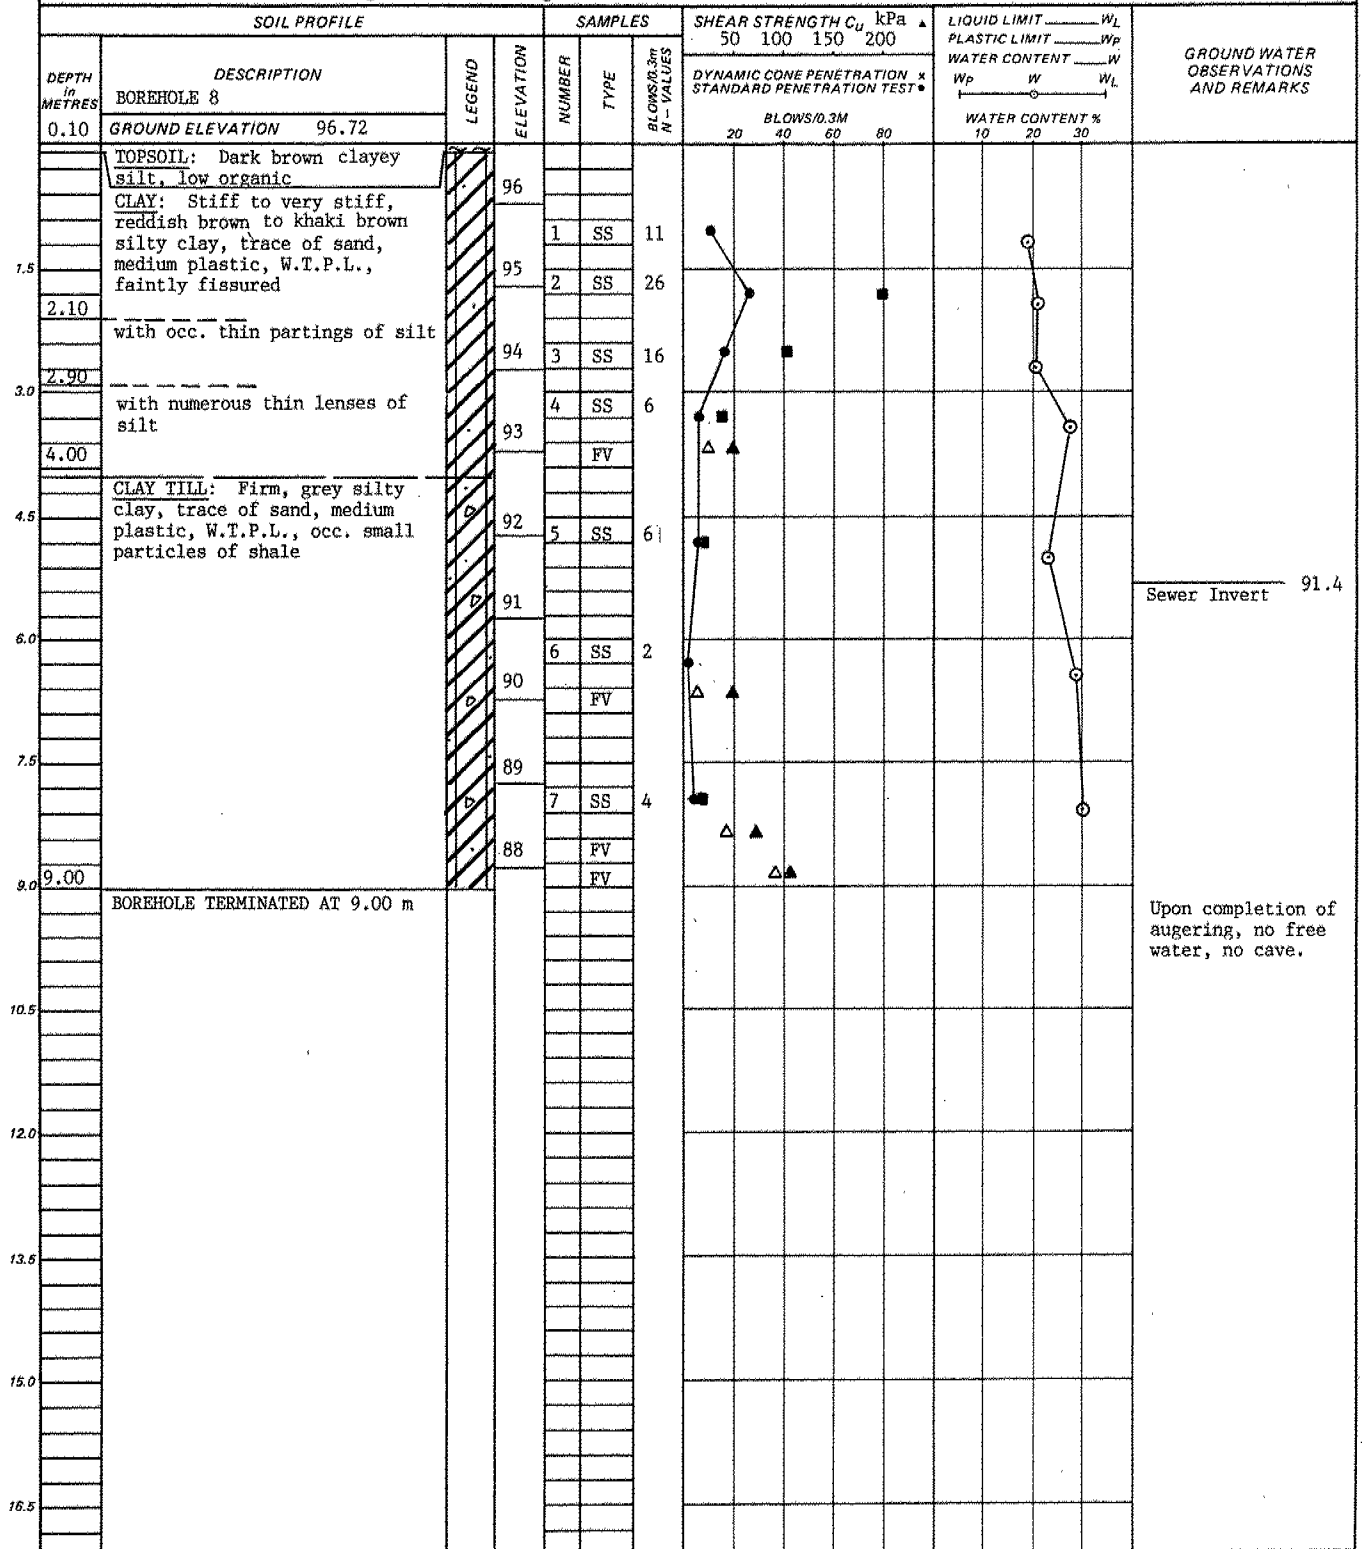 SOIL PROFILE
SAMPLES
SHEAR STRENGTH Cu kPa ▲
50 100 150 200
DYNAMIC CONE PENETRATION x
STANDARD PENETRATION TEST ●
BLOWS/0.3M
20 40 60 80
LIQUID LIMIT WL
PLASTIC LIMIT WP
WATER CONTENT W
WP W WL
WATER CONTENT %
10 20 30
GROUND WATER
OBSERVATIONS
AND REMARKS
DEPTH
in
METRES
DESCRIPTION
BOREHOLE 8
LEGEND
ELEVATION
NUMBER
TYPE
BLOWS/0.3m
N - VALUES
0.10 GROUND ELEVATION 96.72
TOPSOIL: Dark brown clayey
silt, low organic
96
CLAY: Stiff to very stiff,
reddish brown to khaki brown
silty clay, trace of sand,
medium plastic, W.T.P.L.,
faintly fissured
1 SS 11
1.5
95
2 SS 26
2.10
with occ. thin partings of silt
94
3 SS 16
2.90
3.0
with numerous thin lenses of
silt
4 SS 6
93
4.00
FV
CLAY TILL: Firm, grey silty
clay, trace of sand, medium
plastic, W.T.P.L., occ. small
particles of shale
4.5
92
5 SS 6
91.4
Sewer Invert
91
6.0
6 SS 2
90
FV
7.5
89
7 SS 4
88
FV
9.00
9.0
FV
BOREHOLE TERMINATED AT 9.00 m
Upon completion of
augering, no free
water, no cave.
10.5
12.0
13.5
15.0
16.5